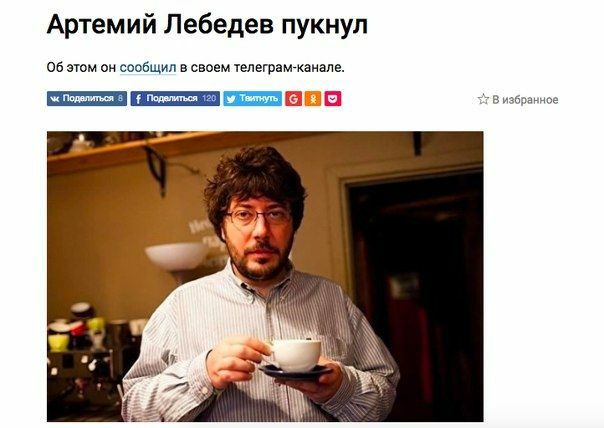 Артемий Лебедев пукнул
Об этом он сообщил в своем телеграм-канале.
Поделиться 8 Поделиться 120 Твитнуть В избранное